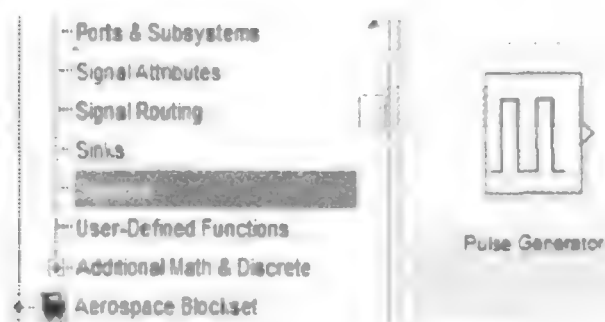 Ports & Subsystems
Signal Attributes
Signal Routing
Sinks
User-Defined Functions
Additional Math & Discrete
Aerospace Blockset
Pulse Generator